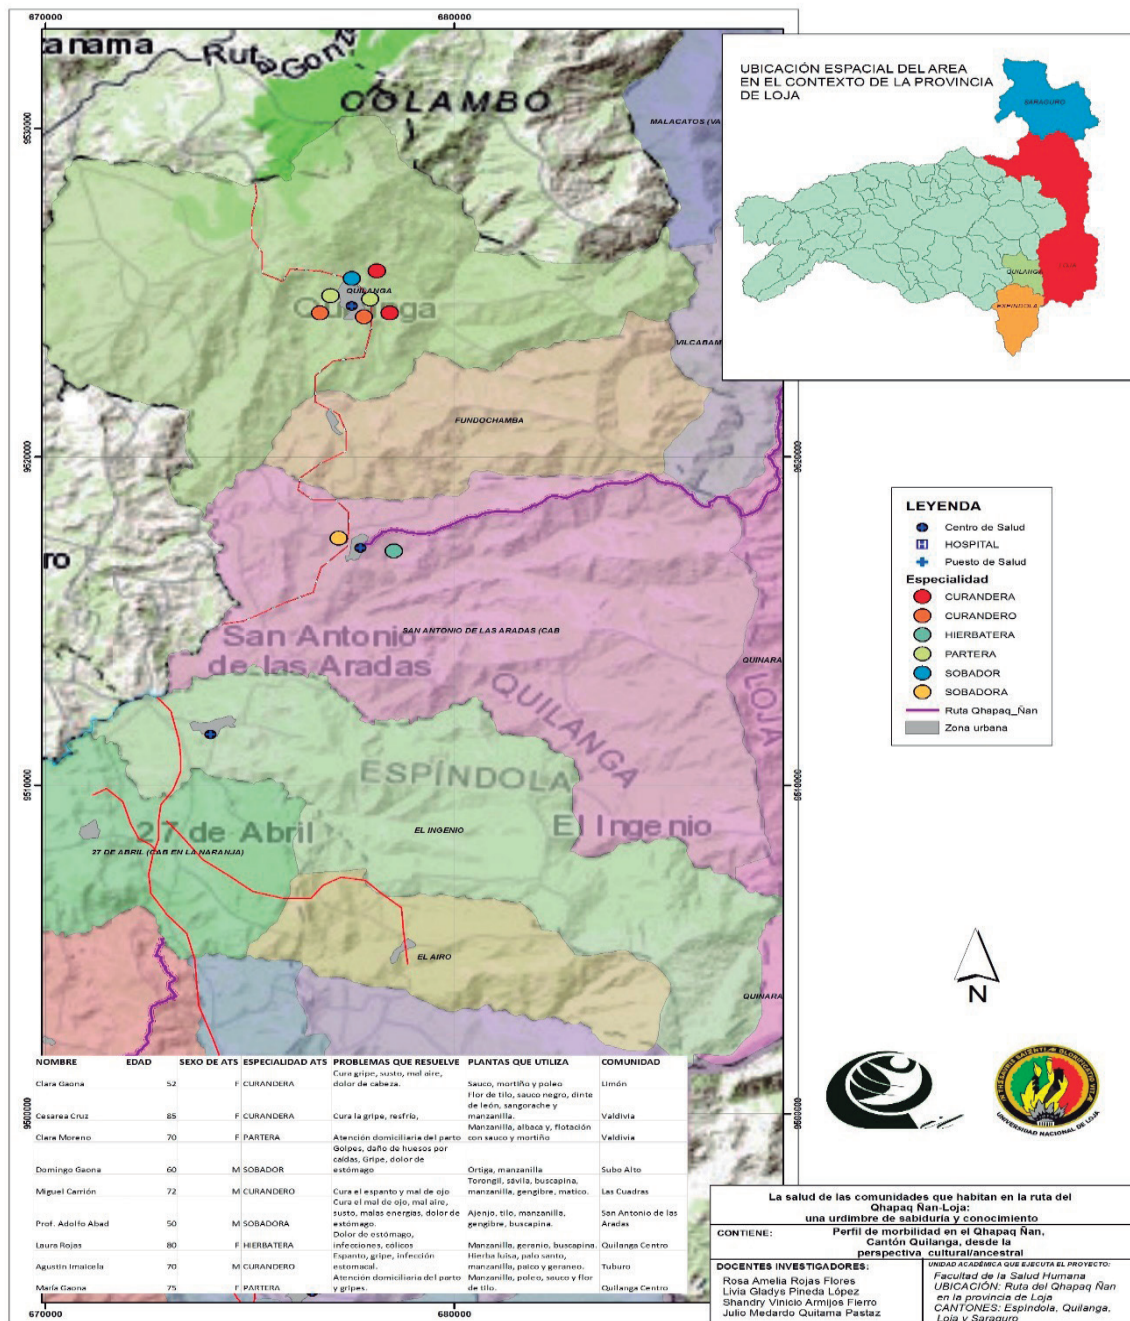 670000
680000
anama
Ruta Gonz
COLAMBO
MALACATOS (VA
9630000
UBICACIÓN ESPACIAL DEL AREA
EN EL CONTEXTO DE LA PROVINCIA
DE LOJA
SARAGURO
LOJA
QUILANGA
ESPINDOLA
QUILANGA
Quilanga
VILCABAM
FUNDOCHAMBA
9620000
9620000
ro
San Antonio
de las Aradas
SAN ANTONIO DE LAS ARADAS (CAB
QUILANGA
QUINARA
LOJA
LEYENDA
Centro de Salud
H HOSPITAL
Puesto de Salud
Especialidad
CURANDERA
CURANDERO
HIERBATERA
PARTERA
SOBADOR
SOBADORA
Ruta Qhapaq_Ñan
Zona urbana
ESPÍNDOLA
9610000
9610000
27 de Abril
El Ingenio
EL INGENIO
27 DE ABRIL (CAB EN LA NARANJA)
EL AIRO
QUINARA
N
NOMBRE EDAD SEXO DE ATS ESPECIALIDAD ATS PROBLEMAS QUE RESUELVE PLANTAS QUE UTILIZA COMUNIDAD
Clara Gaona 52 F CURANDERA Cura gripe, susto, mal aire, dolor de cabeza. Sauco, mortiño y poleo Limón
Cesarea Cruz 85 F CURANDERA Cura la gripe, resfrio, Flor de tilo, sauco negro, dinte de león, sangorache y manzanilla. Valdivia
Clara Moreno 70 F PARTERA Atención domiciliaria del parto Manzanilla, albaca y, flotación con sauco y mortiño Valdivia
Domingo Gaona 60 M SOBADOR Golpes, daño de huesos por caídas, Gripe, dolor de estómago Ortiga, manzanilla Subo Alto
Miguel Carrión 72 M CURANDERO Cura el espanto y mal de ojo Torongil, sávila, buscapina, manzanilla, gengibre, matico. Las Cuadras
Prof. Adolfo Abad 50 M SOBADORA Cura el mal de ojo, mal aire, susto, malas energias, dolor de estómago. Ajenjo, tilo, manzanilla, gengibre, buscapina. San Antonio de las Aradas
Laura Rojas 80 F HIERBATERA Dolor de estómago, infecciones, cólicos Manzanilla, geranio, buscapina. Quilanga Centro
Agustin Imaicela 70 M CURANDERO Espanto, gripe, infección estomacal. Hierba luisa, palo santo, manzanilla, paico y geraneo. Tuburo
María Gaona 75 F PARTERA Atención domiciliaria del parto y gripes. Manzanilla, poleo, sauco y flor de tilo. Quilanga Centro
9600000
9600000
670000
680000
UNIVERSIDAD NACIONAL DE LOJA
La salud de las comunidades que habitan en la ruta del
Qhapaq Ñan-Loja:
una urdimbre de sabiduría y conocimiento
CONTIENE: Perfil de morbilidad en el Qhapaq Ñan,
Cantón Quilanga, desde la
perspectiva cultural/ancestral
DOCENTES INVESTIGADORES:
Rosa Amelia Rojas Flores
Livia Gladys Pineda López
Shandry Vinicio Armijos Fierro
Julio Medardo Quitama Pastaz
UNIDAD ACADÉMICA QUE EJECUTA EL PROYECTO:
Facultad de la Salud Humana
UBICACIÓN: Ruta del Qhapaq Ñan
en la provincia de Loja
CANTONES: Espíndola, Quilanga,
Loja y Saraguro